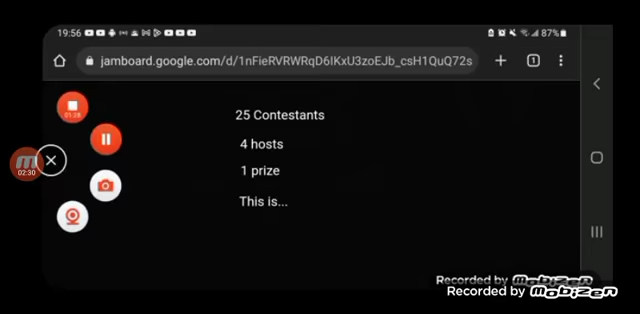 19:56
87%
jamboard.google.com/d/1nFieRVRWRqD6IKxU3zoEJb_csH1QuQ72s
1
01:28
25 Contestants
4 hosts
02:30
1 prize
This is...
Recorded by Mobizen
Recorded by Mobizen